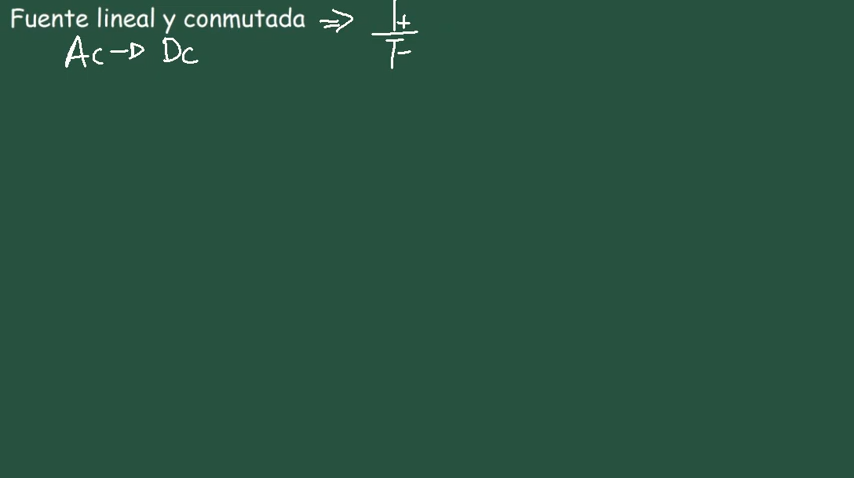 Fuente lineal y conmutada ⇒ +
Ac → Dc -